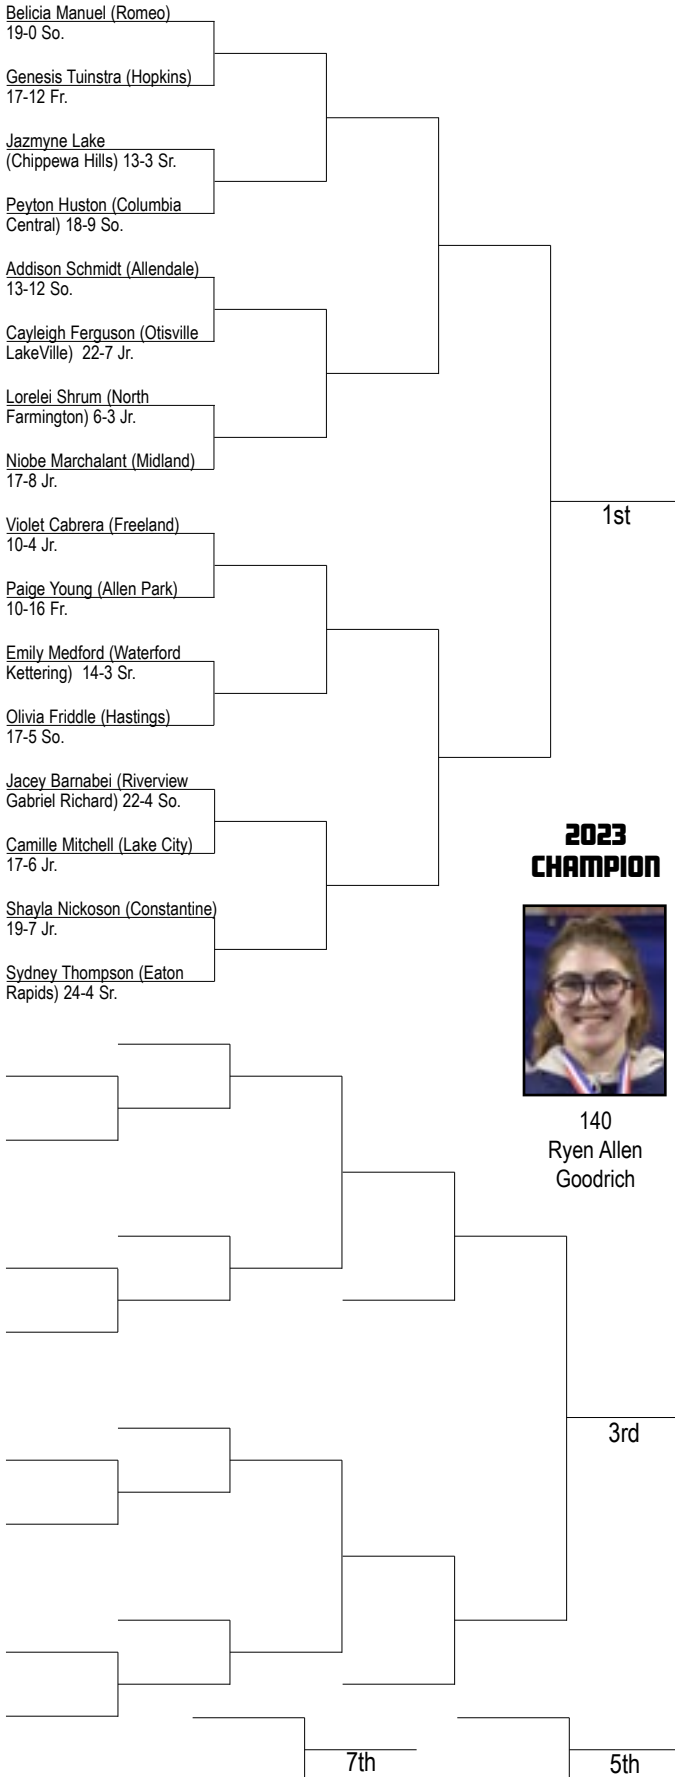 Belicia Manuel (Romeo)
19-0 So.
Genesis Tuinstra (Hopkins)
17-12 Fr.
Jazmyne Lake
(Chippewa Hills) 13-3 Sr.
Peyton Huston (Columbia
Central) 18-9 So.
Addison Schmidt (Allendale)
13-12 So.
Cayleigh Ferguson (Otisville
LakeVille)  22-7 Jr.
Lorelei Shrum (North
Farmington) 6-3 Jr.
Niobe Marchalant (Midland)
17-8 Jr.
1st
Violet Cabrera (Freeland)
10-4 Jr.
Paige Young (Allen Park)
10-16 Fr.
Emily Medford (Waterford
Kettering)  14-3 Sr.
Olivia Friddle (Hastings)
17-5 So.
Jacey Barnabei (Riverview
Gabriel Richard) 22-4 So.
Camille Mitchell (Lake City)
17-6 Jr.
Shayla Nickoson (Constantine)
19-7 Jr.
Sydney Thompson (Eaton
Rapids) 24-4 Sr.
2023
CHAMPION
140
Ryen Allen
Goodrich
3rd
7th
5th